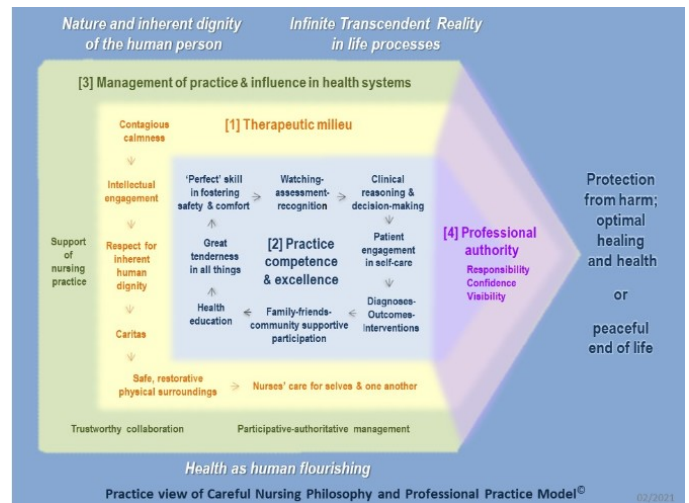 Nature and inherent dignity
of the human person
Infinite Transcendent Reality
in life processes
[3] Management of practice & influence in health systems
Contagious
calmness
[1] Therapeutic milieu
Intellectual
engagement
Respect for
inherent
human
dignity
Caritas
Safe, restorative
physical surroundings
Nurses' care for selves & one another
'Perfect' skill
in fostering
safety & comfort
Watching-
assessment-
recognition
Clinical
reasoning &
decision-making
Patient
engagement
in self-care
Diagnoses-
Outcomes-
Interventions
Family-friends-
community supportive
participation
Health
education
Great
tenderness
in all things
[2] Practice
competence
& excellence
[4] Professional
authority
Responsibility
Confidence
Visibility
Support
of
nursing
practice
Trustworthy collaboration
Participative-authoritative management
Protection
from harm;
optimal
healing
and health
or
peaceful
end of life
Health as human flourishing
Practice view of Careful Nursing Philosophy and Professional Practice Model©
02/2021